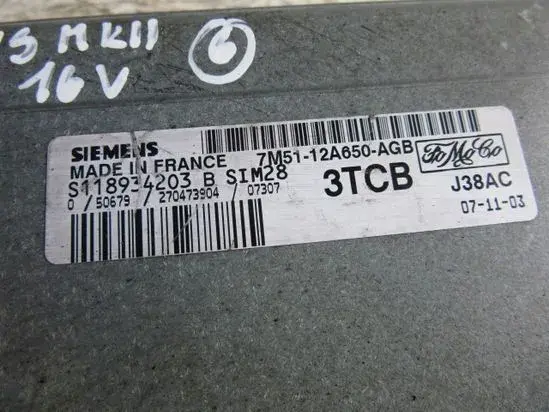 S MKII 6
16V
SIEMENS
MADE IN FRANCE 7M51-12A650-AGB FoMoCo
S118934203 B SIM28 3TCB J38AC
0 / 50679 / 270473904 / 07307 07-11-03